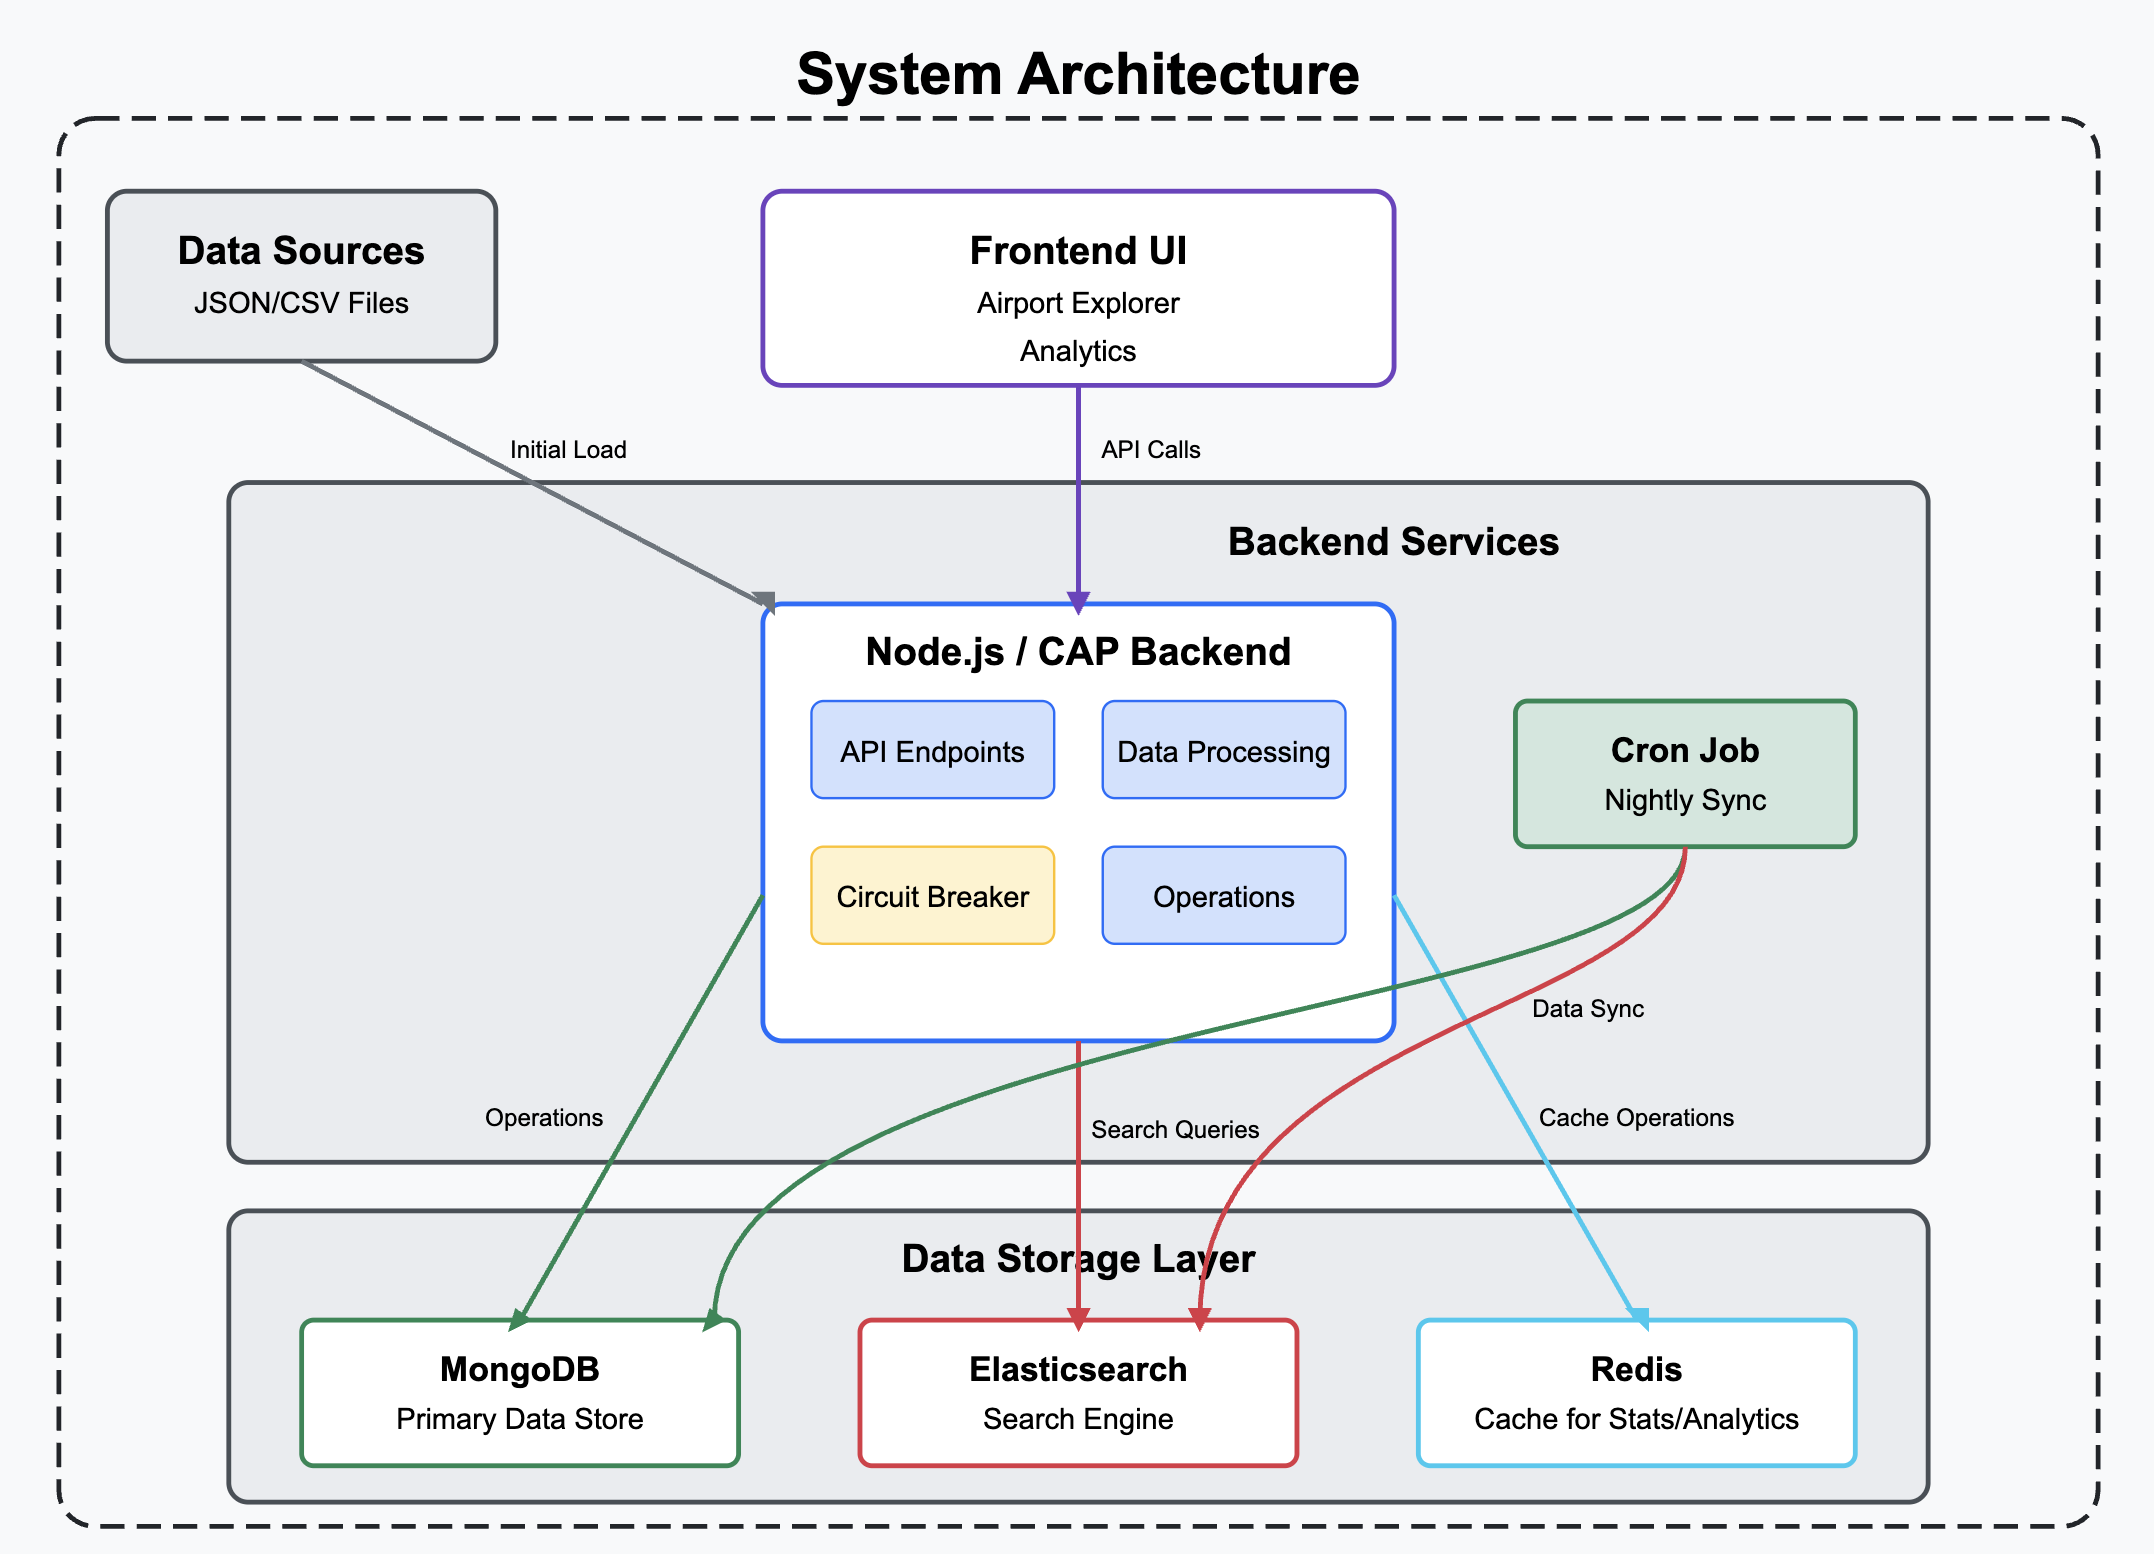 System Architecture
Data Sources
JSON/CSV Files
Frontend UI
Airport Explorer
Analytics
Initial Load
API Calls
Backend Services
Node.js / CAP Backend
API Endpoints
Data Processing
Circuit Breaker
Operations
Cron Job
Nightly Sync
Data Sync
Operations
Search Queries
Cache Operations
Data Storage Layer
MongoDB
Primary Data Store
Elasticsearch
Search Engine
Redis
Cache for Stats/Analytics